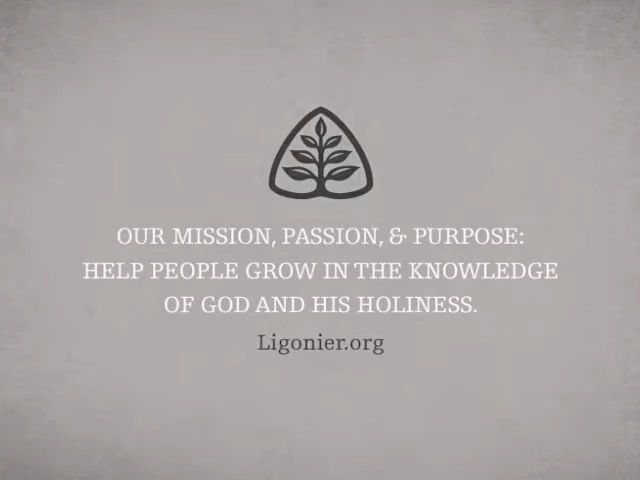 OUR MISSION, PASSION, & PURPOSE:
HELP PEOPLE GROW IN THE KNOWLEDGE
OF GOD AND HIS HOLINESS.
Ligonier.org